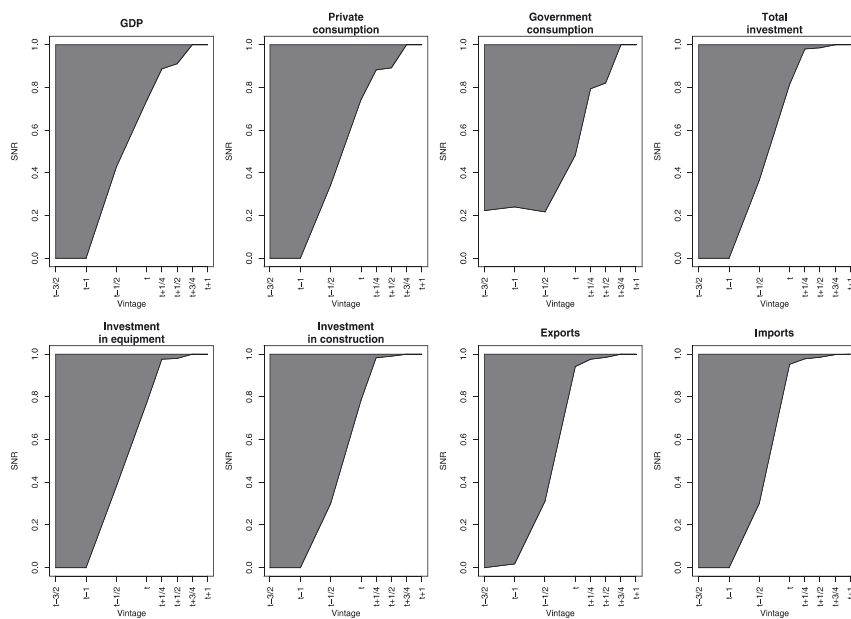 GDP
SNR
1.0
0.8
0.6
0.4
0.2
0.0
t−3/2
t−1
t−1/2
t
t+1/4
t+1/2
t+3/4
t+1
Vintage
Private
consumption
SNR
1.0
0.8
0.6
0.4
0.2
0.0
t−3/2
t−1
t−1/2
t
t+1/4
t+1/2
t+3/4
t+1
Vintage
Government
consumption
SNR
1.0
0.8
0.6
0.4
0.2
0.0
t−3/2
t−1
t−1/2
t
t+1/4
t+1/2
t+3/4
t+1
Vintage
Total
investment
SNR
1.0
0.8
0.6
0.4
0.2
0.0
t−3/2
t−1
t−1/2
t
t+1/4
t+1/2
t+3/4
t+1
Vintage
Investment
in equipment
SNR
1.0
0.8
0.6
0.4
0.2
0.0
t−3/2
t−1
t−1/2
t
t+1/4
t+1/2
t+3/4
t+1
Vintage
Investment
in construction
SNR
1.0
0.8
0.6
0.4
0.2
0.0
t−3/2
t−1
t−1/2
t
t+1/4
t+1/2
t+3/4
t+1
Vintage
Exports
SNR
1.0
0.8
0.6
0.4
0.2
0.0
t−3/2
t−1
t−1/2
t
t+1/4
t+1/2
t+3/4
t+1
Vintage
Imports
SNR
1.0
0.8
0.6
0.4
0.2
0.0
t−3/2
t−1
t−1/2
t
t+1/4
t+1/2
t+3/4
t+1
Vintage